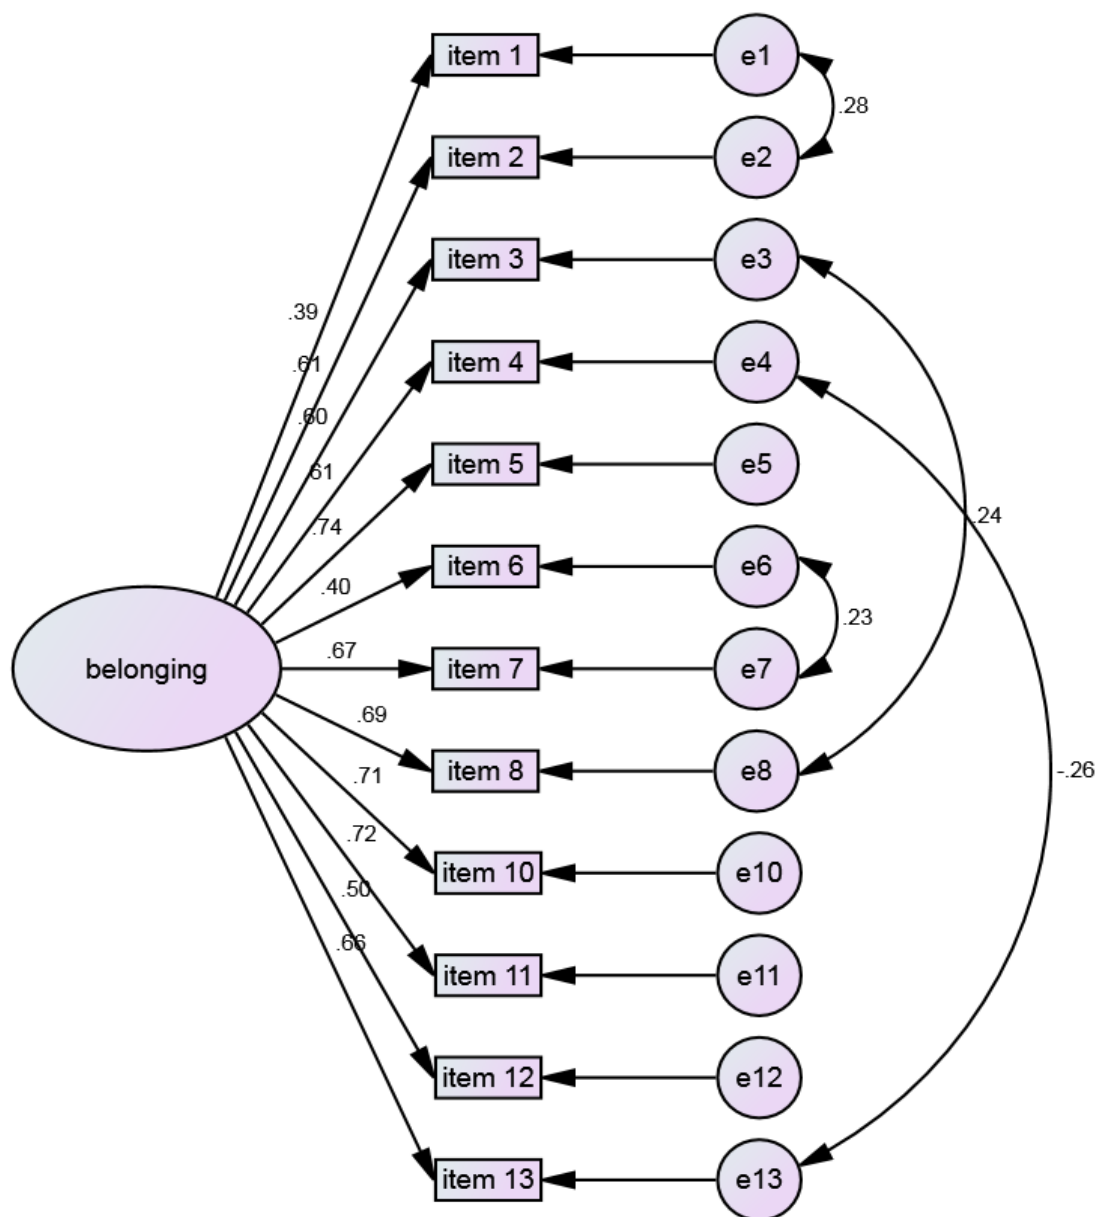 item 1
e1
.28
item 2
e2
item 3
e3
.39
.61
item 4
e4
.60
.61
item 5
e5
.74
.24
item 6
e6
.40
.23
belonging
.67
item 7
e7
.69
item 8
e8
-.26
.71
.72
item 10
e10
.50
.66
item 11
e11
item 12
e12
item 13
e13